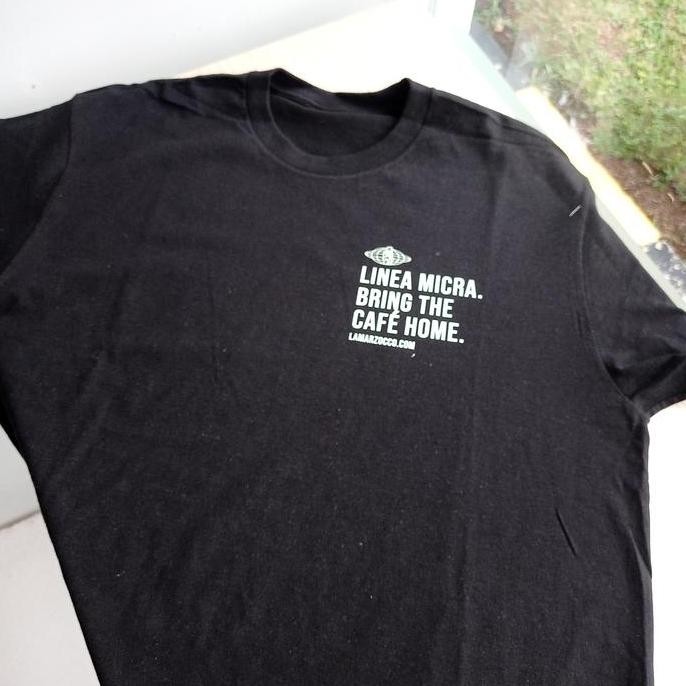 LINEA MICRA.
BRING THE
CAFÉ HOME.
LAMARZOCCO.COM